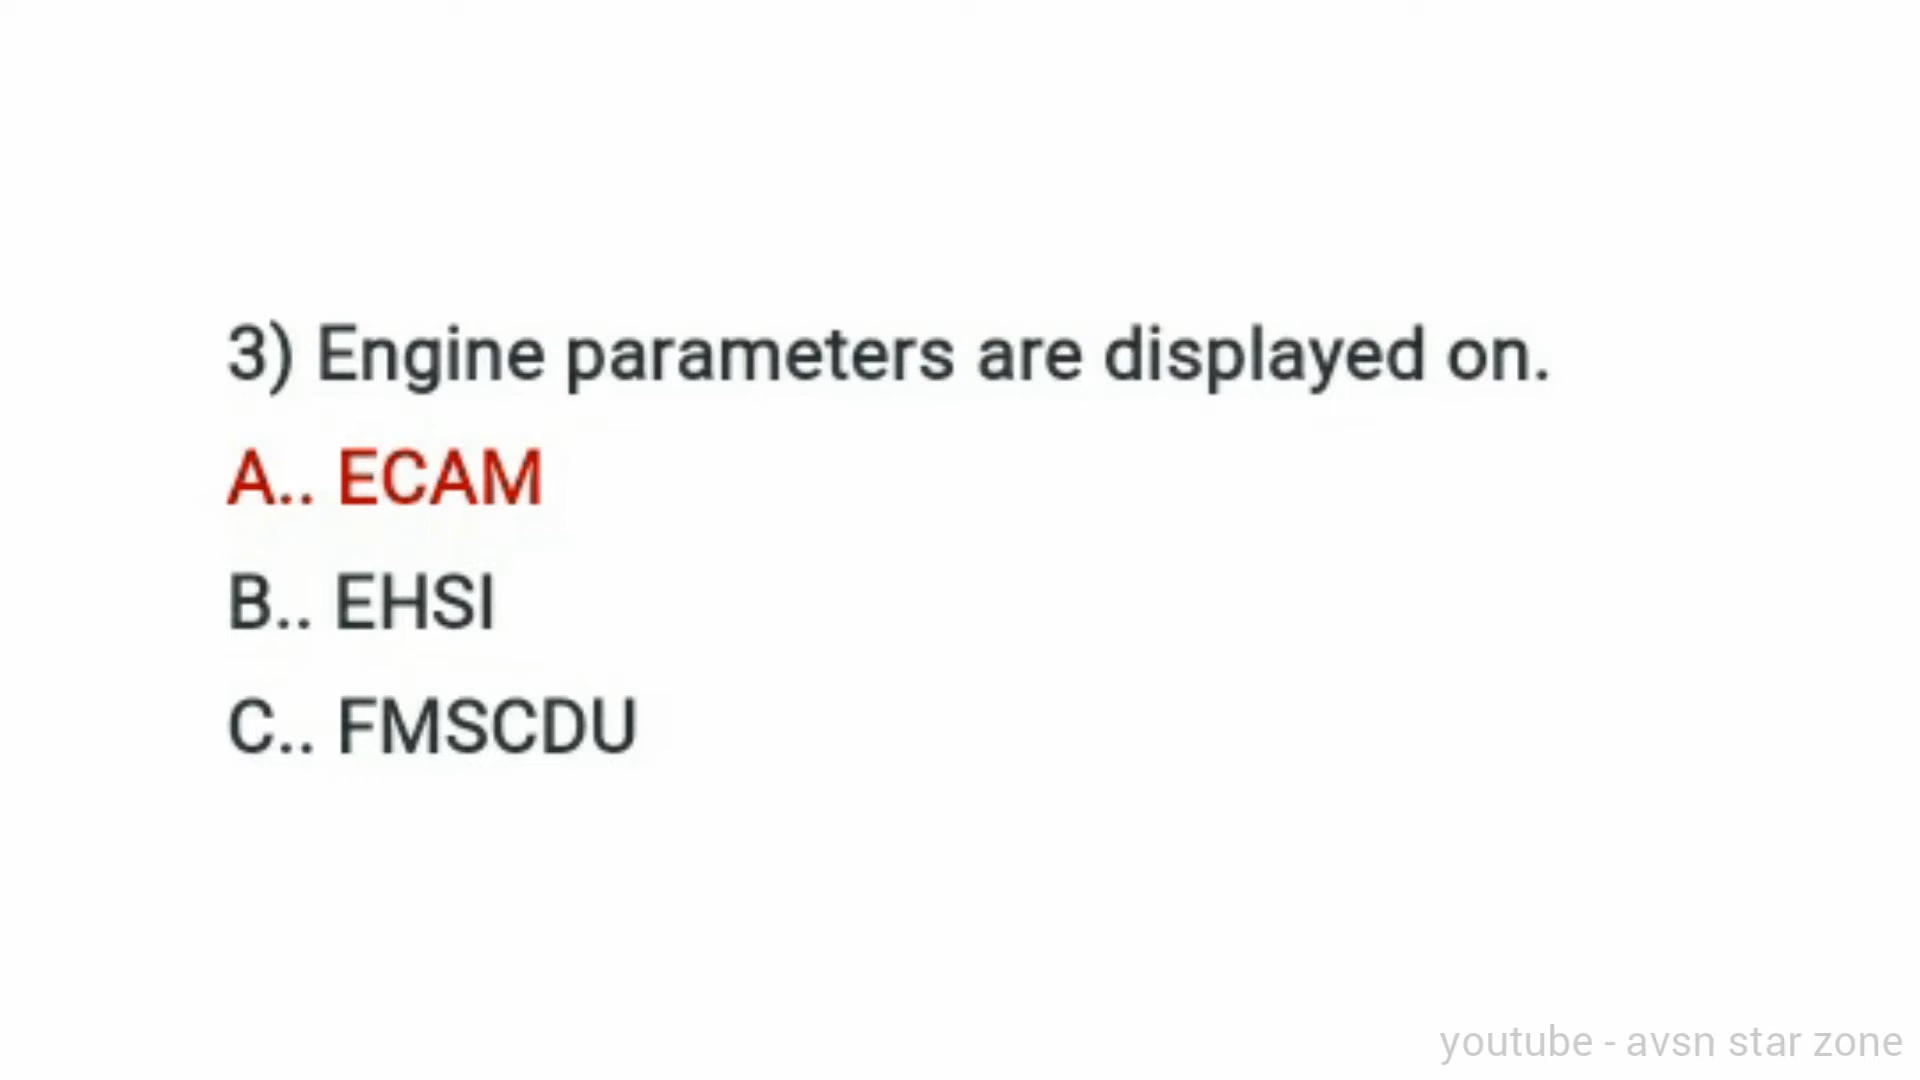 3) Engine parameters are displayed on.
A.. ECAM
B.. EHSI
C.. FMSCDU
youtube - avsn star zone